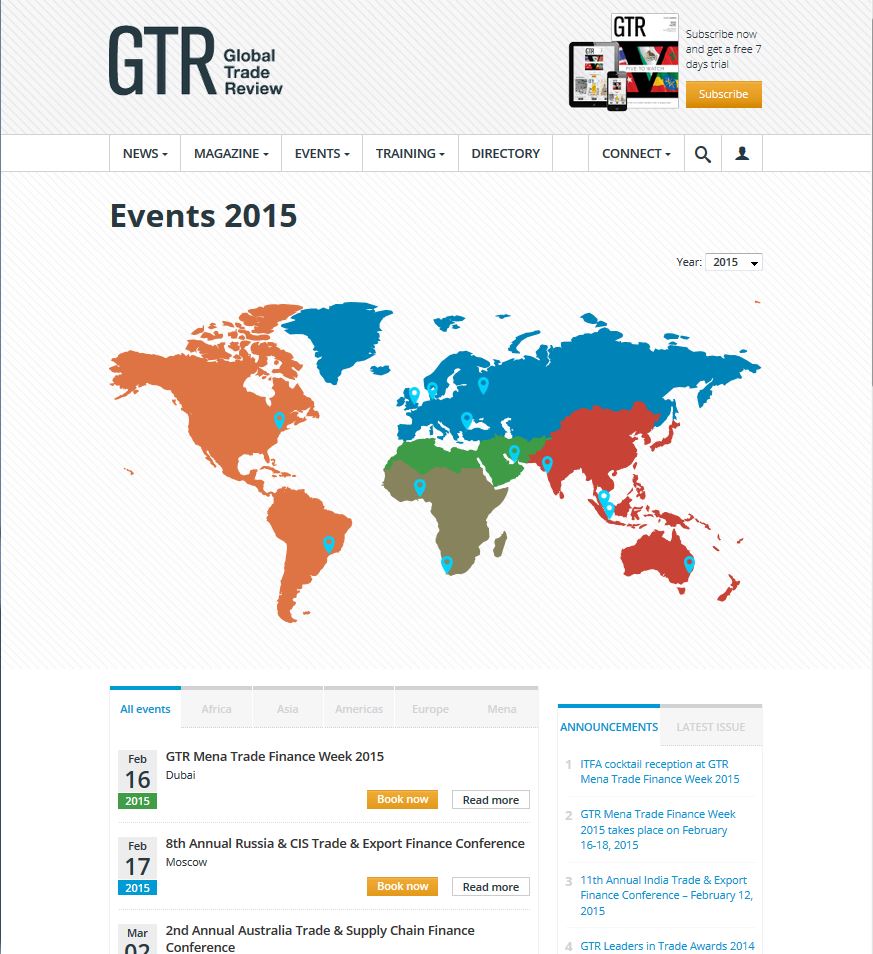 GTR
Global
Trade
Review
GTR
FIVE TO WATCH
Subscribe now
and get a free 7
days trial
Subscribe
NEWS
MAGAZINE
EVENTS
TRAINING
DIRECTORY
CONNECT
Events 2015
Year: 2015
All events
Africa
Asia
Americas
Europe
Mena
Feb
16
2015
GTR Mena Trade Finance Week 2015
Dubai
Book now
Read more
Feb
17
2015
8th Annual Russia & CIS Trade & Export Finance Conference
Moscow
Book now
Read more
Mar
02
2nd Annual Australia Trade & Supply Chain Finance
Conference
ANNOUNCEMENTS
LATEST ISSUE
1 ITFA cocktail reception at GTR
Mena Trade Finance Week 2015
2 GTR Mena Trade Finance Week
2015 takes place on February
16-18, 2015
3 11th Annual India Trade & Export
Finance Conference – February 12,
2015
4 GTR Leaders in Trade Awards 2014